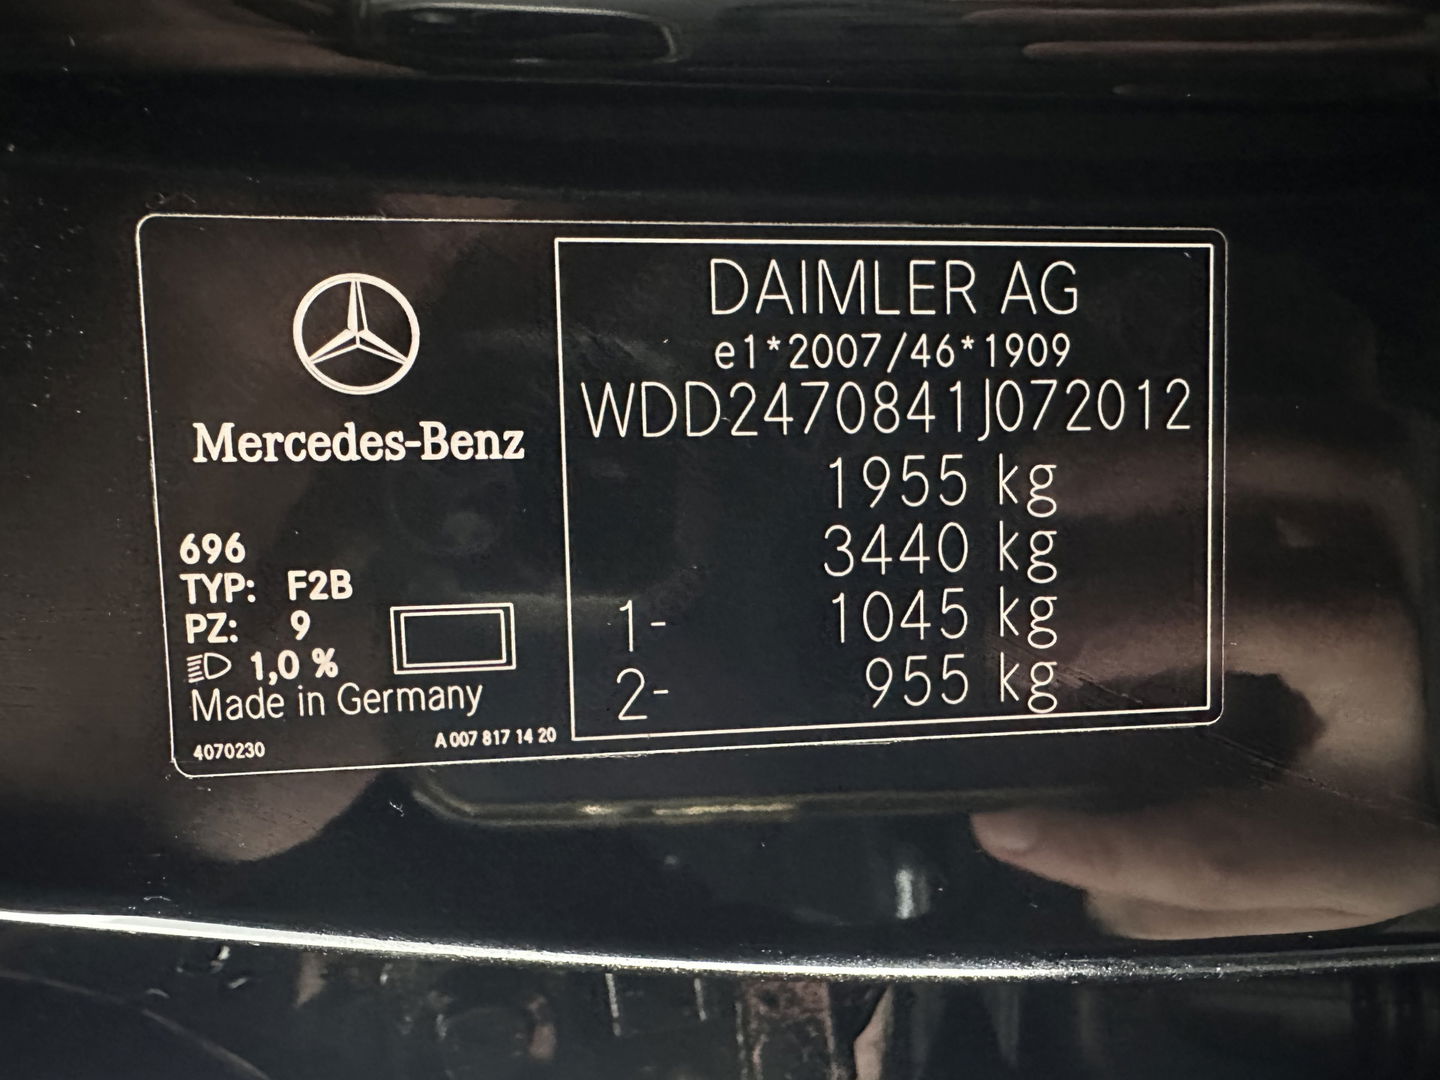 Mercedes-Benz
696
TYP: F2B
PZ: 9
1,0 %
Made in Germany
4070230
A 007 817 14 20
DAIMLER AG
e1*2007/46*1909
WDD2470841J072012
1955 kg
3440 kg
1- 1045 kg
2- 955 kg